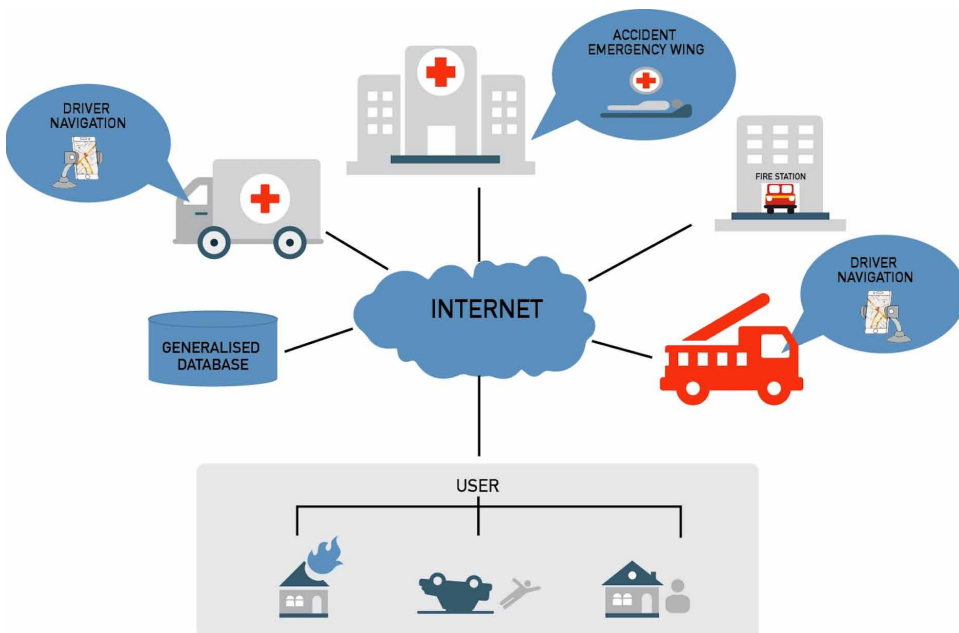 ACCIDENT
EMERGENCY WING
DRIVER
NAVIGATION
FIRE STATION
DRIVER
NAVIGATION
INTERNET
GENERALISED
DATABASE
USER